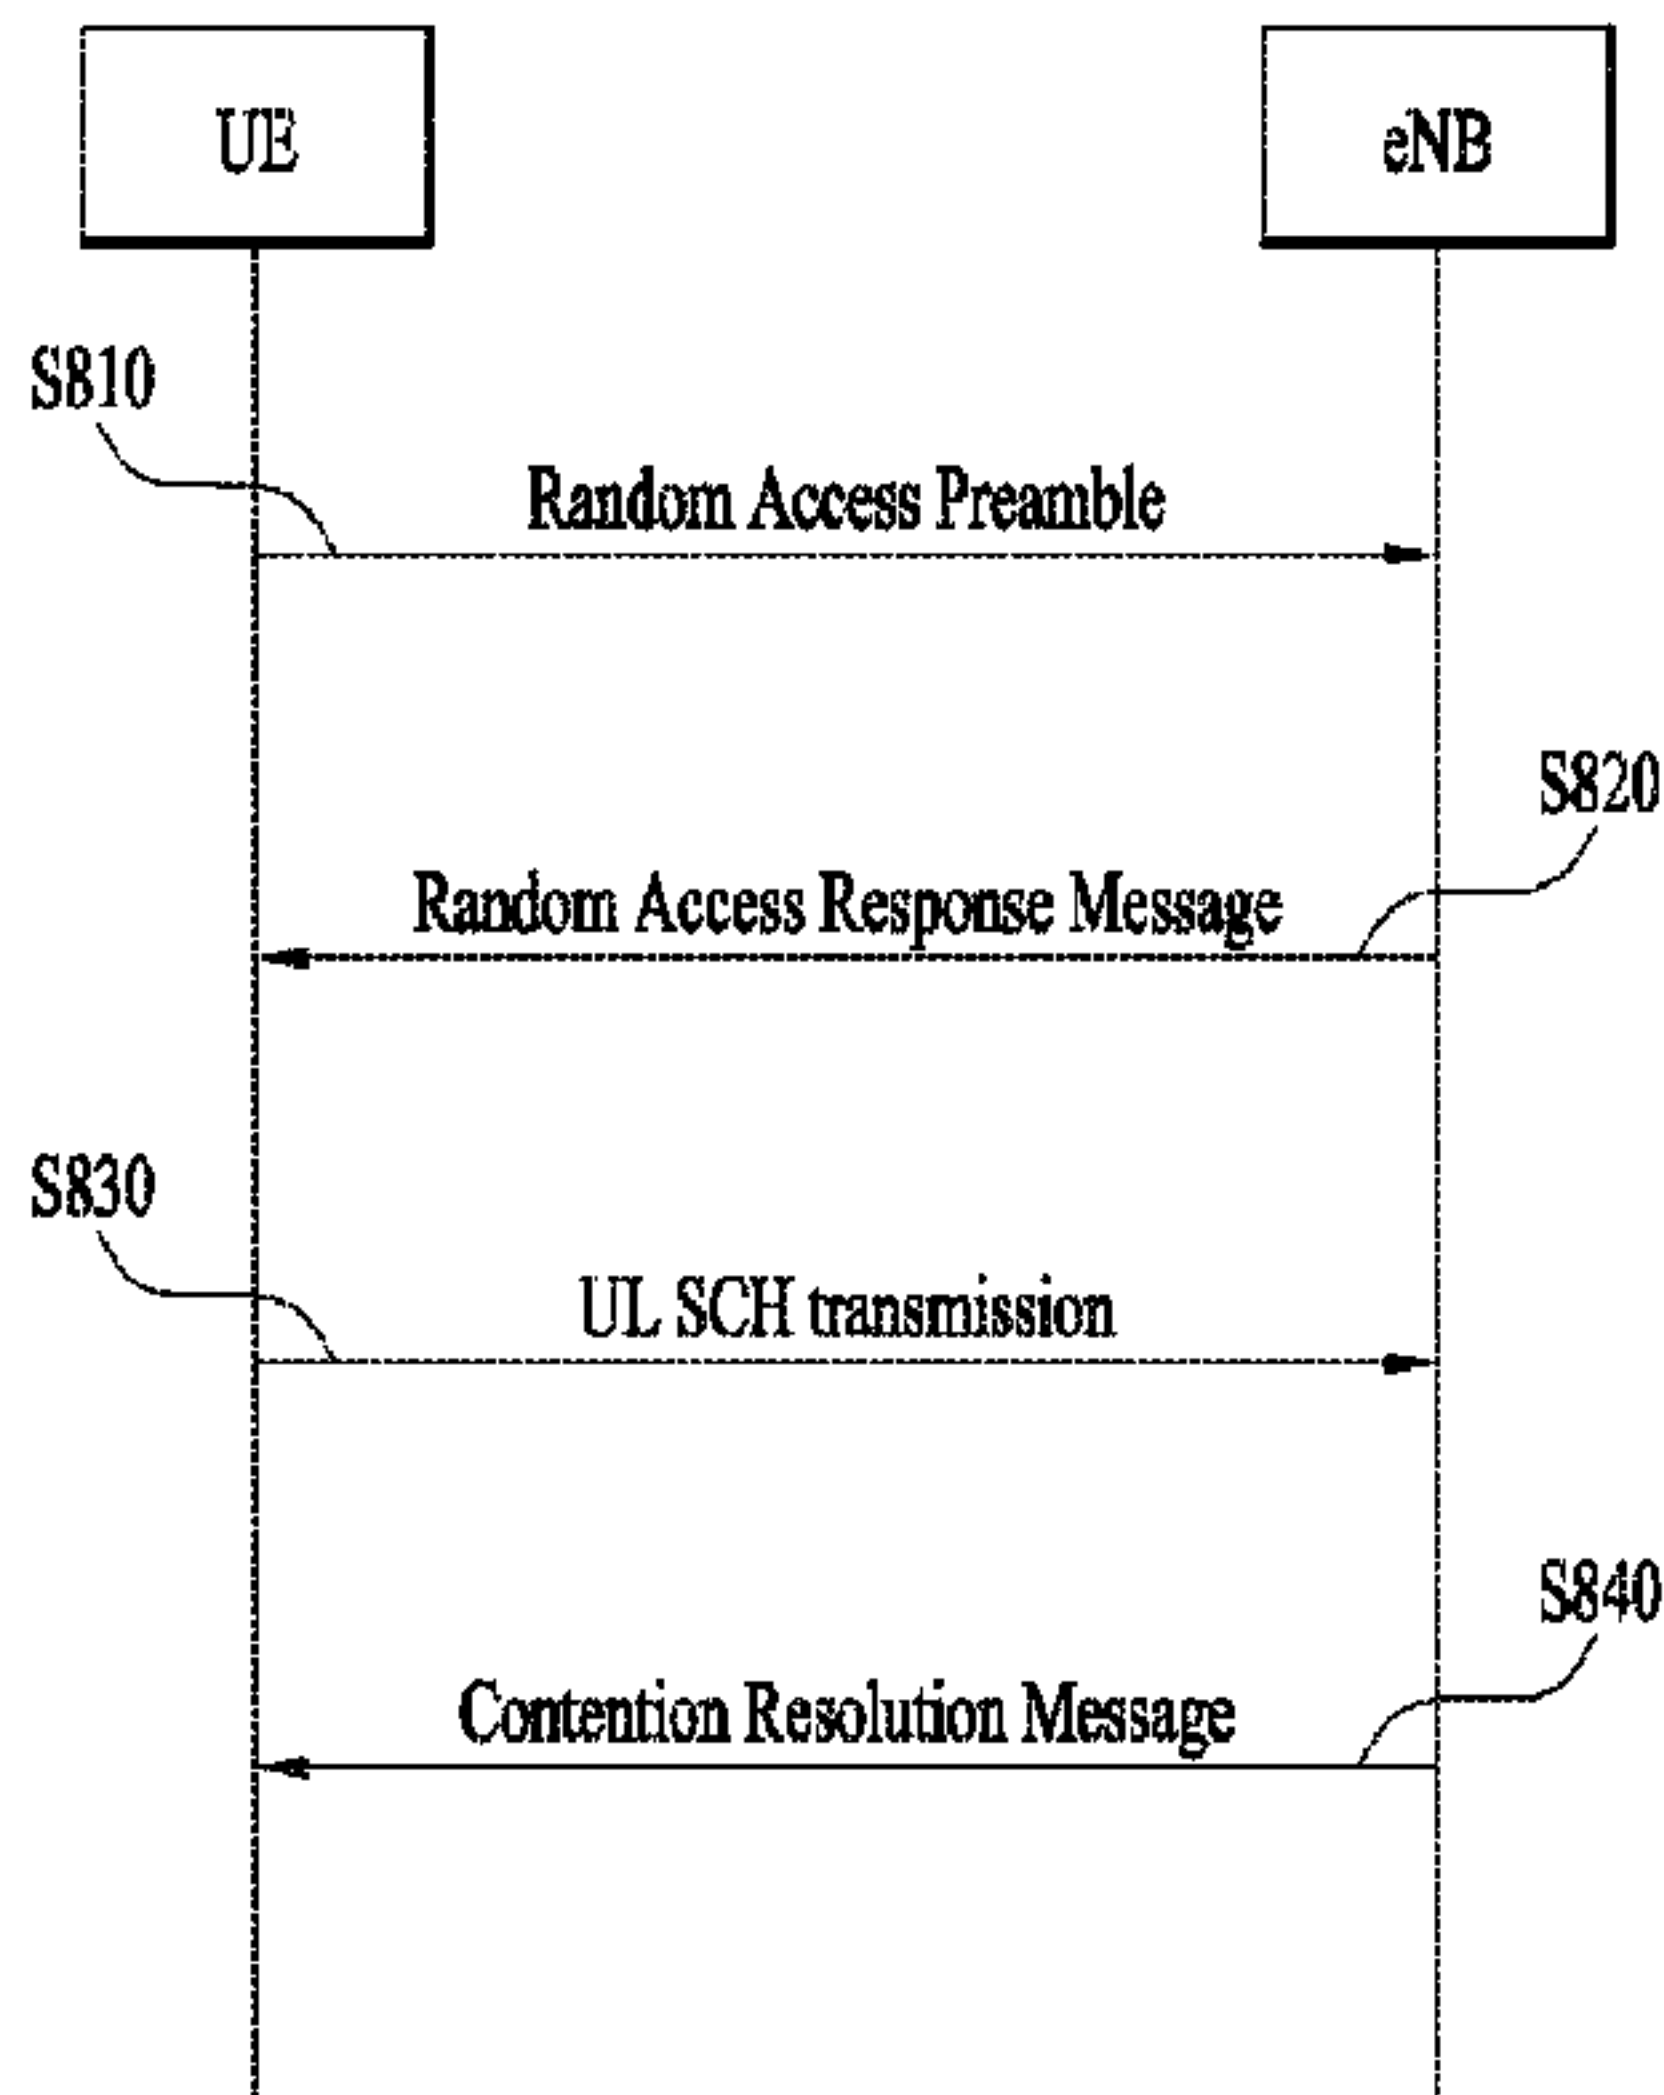 UE
eNB
S810
Random Access Preamble
S820
Random Access Response Message
S830
UL SCH transmission
S840
Contention Resolution Message